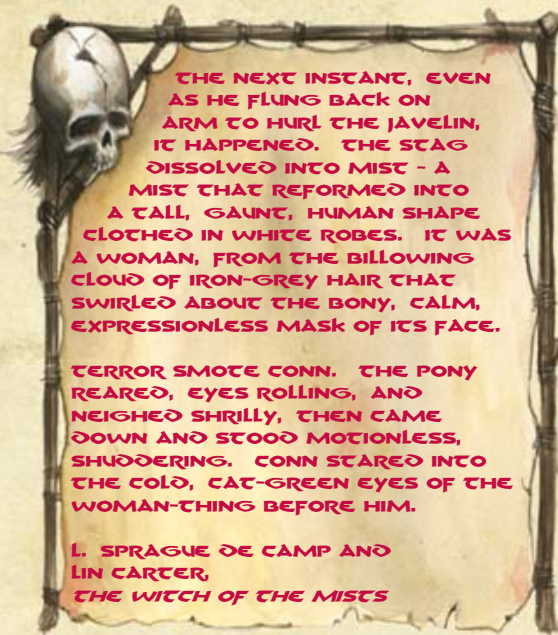 THE NEXT INSTANT, EVEN
AS HE FLUNG BACK ON
ARM TO HURL THE JAVELIN,
IT HAPPENED. THE STAG
DISSOLVED INTO MIST - A
MIST THAT REFORMED INTO
A TALL, GAUNT, HUMAN SHAPE
CLOTHED IN WHITE ROBES. IT WAS
A WOMAN, FROM THE BILLOWING
CLOUD OF IRON-GREY HAIR THAT
SWIRLED ABOUT THE BONY, CALM,
EXPRESSIONLESS MASK OF ITS FACE.
TERROR SMOTE CONN. THE PONY
REARED, EYES ROLLING, AND
NEIGHED SHRILLY, THEN CAME
DOWN AND STOOD MOTIONLESS,
SHUDDERING. CONN STARED INTO
THE COLD, CAT-GREEN EYES OF THE
WOMAN-THING BEFORE HIM.
L. SPRAGUE DE CAMP AND
LIN CARTER,
THE WITCH OF THE MISTS